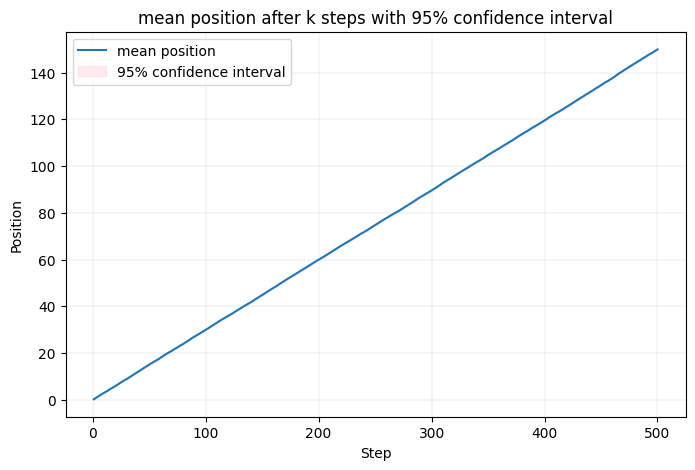 mean position after k steps with 95% confidence interval
mean position
95% confidence interval
140
120
100
80
60
40
20
0
Position
0 100 200 300 400 500
Step